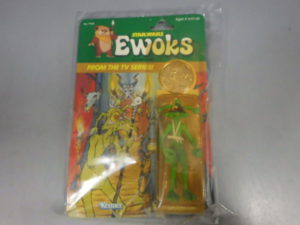 STAR WARS
EWOKS
FROM THE TV SERIES!
Kenner